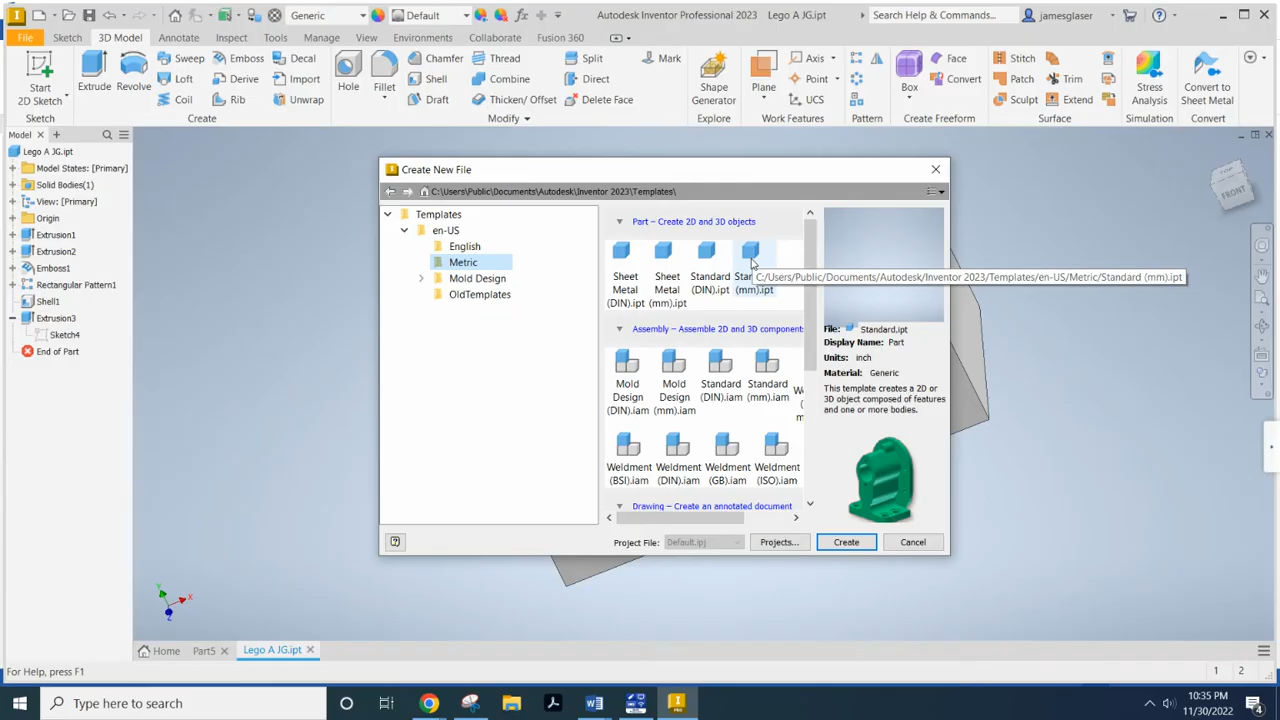 Generic
Default
Autodesk Inventor Professional 2023
Lego A JG.ipt
Search Help & Commands...
jamesglaser
File
Sketch
3D Model
Annotate
Inspect
Tools
Manage
View
Environments
Collaborate
Fusion 360
Start
2D Sketch
Extrude
Revolve
Sweep
Emboss
Decal
Loft
Derive
Import
Coil
Rib
Unwrap
Hole
Fillet
Chamfer
Thread
Split
Mark
Shell
Combine
Direct
Draft
Thicken/ Offset
Delete Face
Shape
Generator
Plane
Axis
Point
UCS
Box
Face
Convert
Stitch
Patch
Trim
Sculpt
Extend
Stress
Analysis
Convert to
Sheet Metal
Sketch
Create
Modify
Explore
Work Features
Pattern
Create Freeform
Surface
Simulation
Convert
Model
Lego A JG.ipt
Model States: [Primary]
Solid Bodies(1)
View: [Primary]
Origin
Extrusion1
Extrusion2
Emboss1
Rectangular Pattern1
Shell1
Extrusion3
Sketch4
End of Part
FRONT
Create New File
C:\Users\Public\Documents\Autodesk\Inventor 2023\Templates\
Templates
en-US
English
Metric
Mold Design
OldTemplates
Part – Create 2D and 3D objects
Sheet
Metal
(DIN).ipt
Sheet
Metal
(mm).ipt
Standard
(DIN).ipt
Stan
(mm).ipt
C:/Users/Public/Documents/Autodesk/Inventor 2023/Templates/en-US/Metric/Standard (mm).ipt
Assembly – Assemble 2D and 3D components
Mold
Design
(DIN).iam
Mold
Design
(mm).iam
Standard
(DIN).iam
Standard
(mm).iam
Weldment
(BSI).iam
Weldment
(DIN).iam
Weldment
(GB).iam
Weldment
(ISO).iam
Drawing – Create an annotated document
File: Standard.ipt
Display Name: Part
Units: inch
Material: Generic
This template creates a 2D or
3D object composed of features
and one or more bodies.
Project File:
Default.ipj
Projects...
Create
Cancel
X
Y
Z
Home
Part5
Lego A JG.ipt
For Help, press F1
1
2
Type here to search
10:35 PM
11/30/2022
4